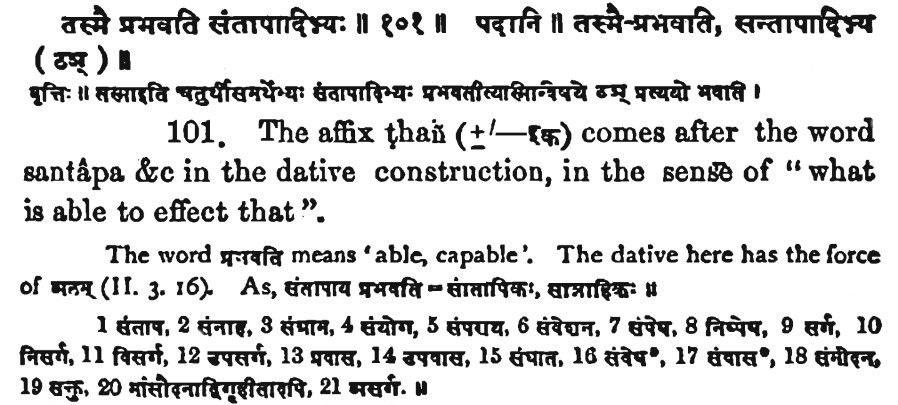 तस्मै प्रभवति संतापादिभ्यः ॥ १०१ ॥ पदानि ॥ तस्मै-प्रभवाति, सन्तापादिभ्य
( ठञ् ) ॥
वृत्तिः ॥ तस्माइति चतुर्थीसमर्थेभ्यः संतापादिभ्यः प्रभवतीत्यास्मिन्विषये ठञ् प्रत्ययो भवाति ।
101. The affix ṭhañ (±/—इक) comes after the word
santâpa &c in the dative construction, in the sense of “what
is able to effect that”.
The word प्रभवति means ‘able, capable’. The dative here has the force
of अलम् (II. 3. 16). As, संतापाय प्रभवति = सांतापिकः, सान्नाहिकः ॥
1 संताप, 2 संनाह, 3 संग्राम, 4 संयोग, 5 संपराय, 6 संवेशन, 7 संपेष, 8 निष्पेष, 9 सर्ग, 10
निसर्ग, 11 विसर्ग, 12 उपसर्ग, 13 प्रवास, 14 उपवास, 15 संघात, 16 संवेष*, 17 संवास*, 18 संमोदन,
19 सक्तु, 20 मांसौदनाद्विगृहीतादपि, 21 असर्ग. ॥